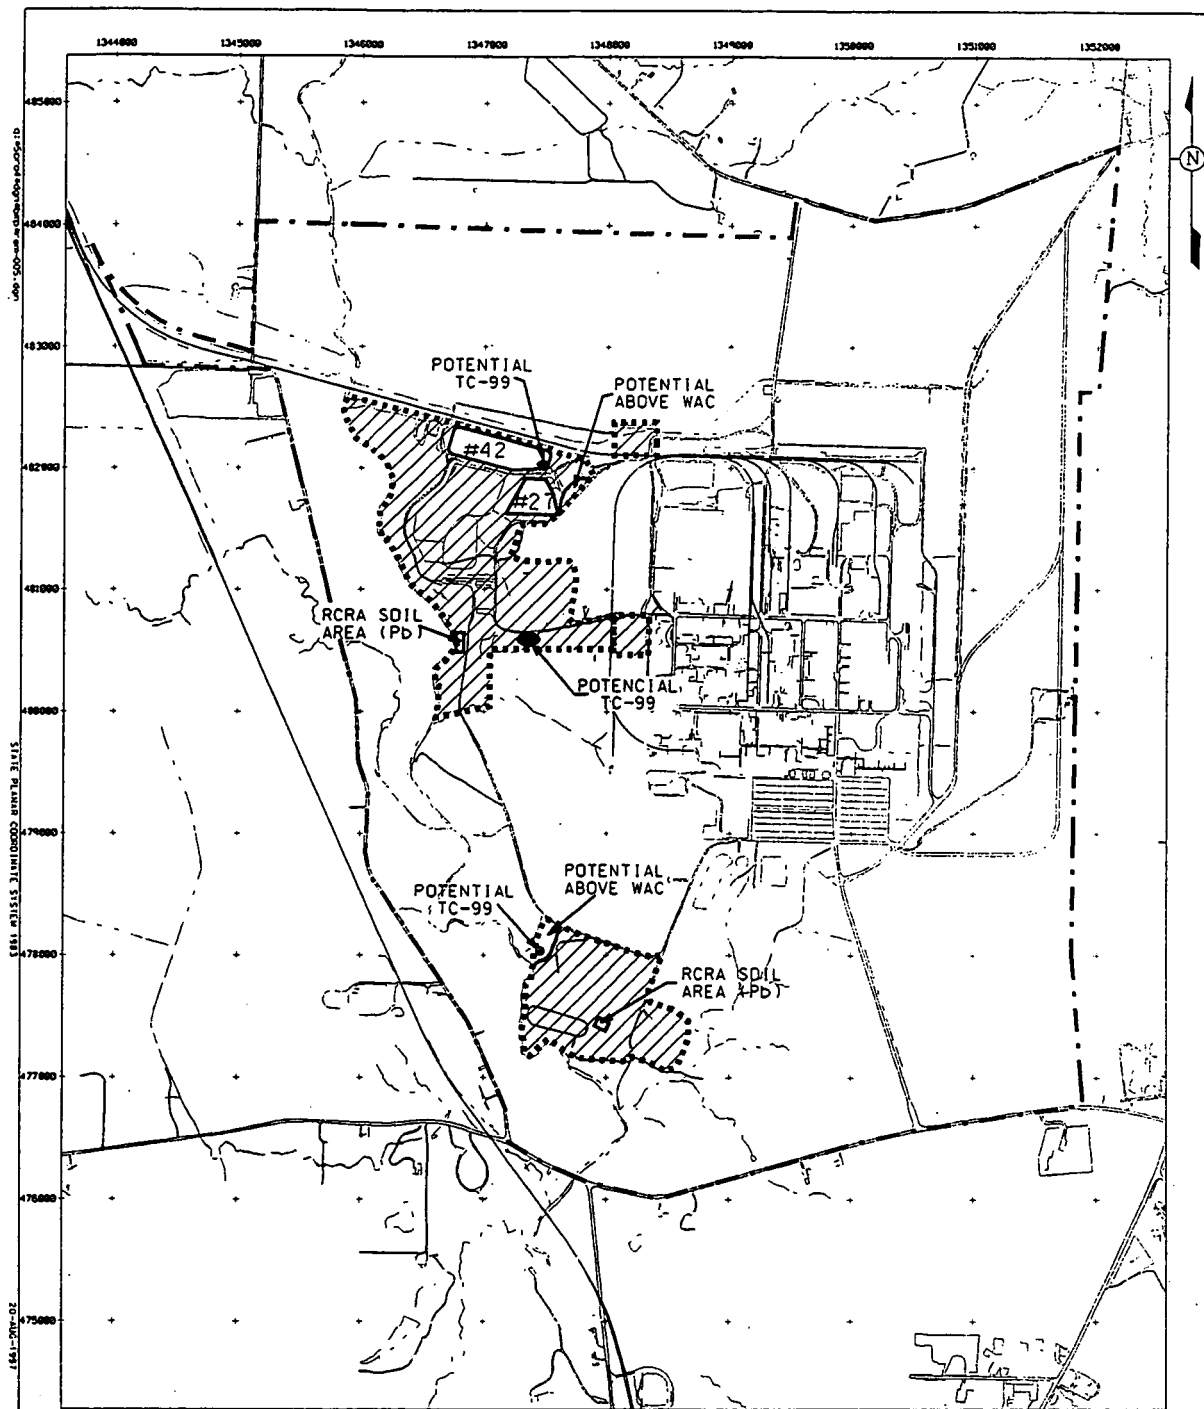 1344000 1345000 1346000 1347000 1348000 1349000 1350000 1351000 1352000
485000
N
484000
483000
POTENTIAL
TC-99
POTENTIAL
ABOVE WAC
#42
482000
#27
481000
RCRA SOIL
AREA (Pb)
POTENCIAL
TC-99
480000
STATE PLANAR COORDINATE SYSTEM 1983
479000
POTENTIAL
ABOVE WAC
POTENTIAL
TC-99
478000
RCRA SOIL
AREA (Pb)
477000
476000
20-AUG-1997
475000